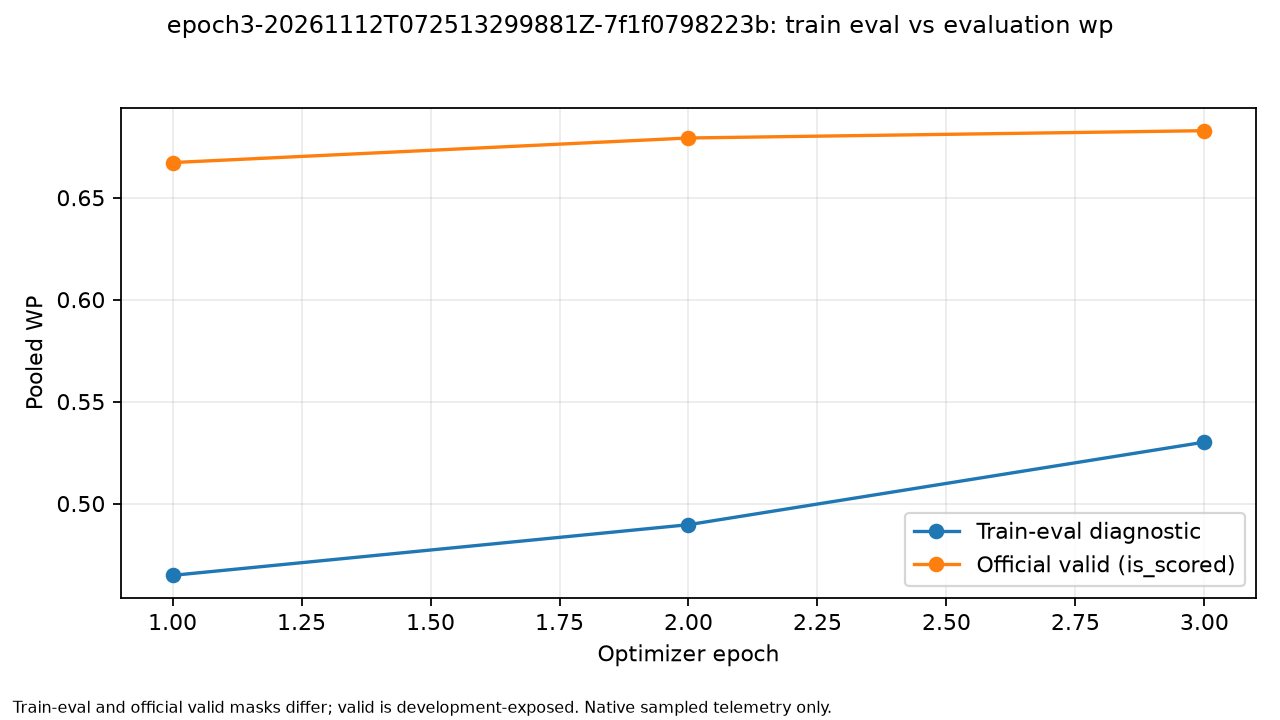 epoch3-20261112T072513299881Z-7f1f0798223b: train eval vs evaluation wp
Pooled WP
0.65
0.60
0.55
0.50
Train-eval diagnostic
Official valid (is_scored)
1.00 1.25 1.50 1.75 2.00 2.25 2.50 2.75 3.00
Optimizer epoch
Train-eval and official valid masks differ; valid is development-exposed. Native sampled telemetry only.